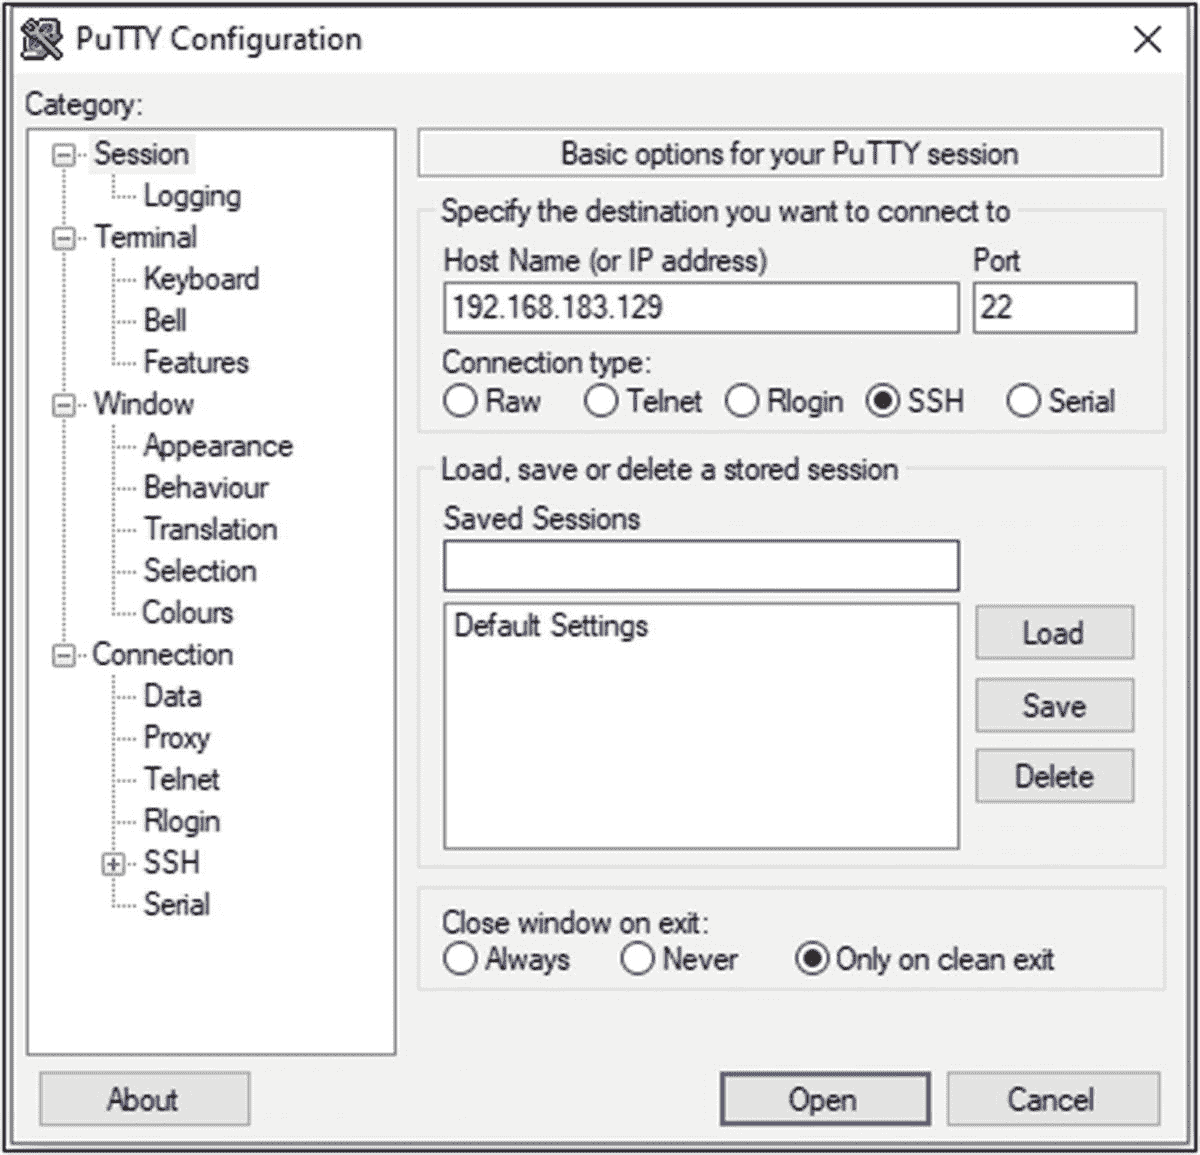 PuTTY Configuration
Category:
Session
Logging
Terminal
Keyboard
Bell
Features
Window
Appearance
Behaviour
Translation
Selection
Colours
Connection
Data
Proxy
Telnet
Rlogin
SSH
Serial
Basic options for your PuTTY session
Specify the destination you want to connect to
Host Name (or IP address) Port
192.168.183.129 22
Connection type:
Raw Telnet Rlogin SSH Serial
Load, save or delete a stored session
Saved Sessions
Default Settings
Load
Save
Delete
Close window on exit:
Always Never Only on clean exit
About Open Cancel